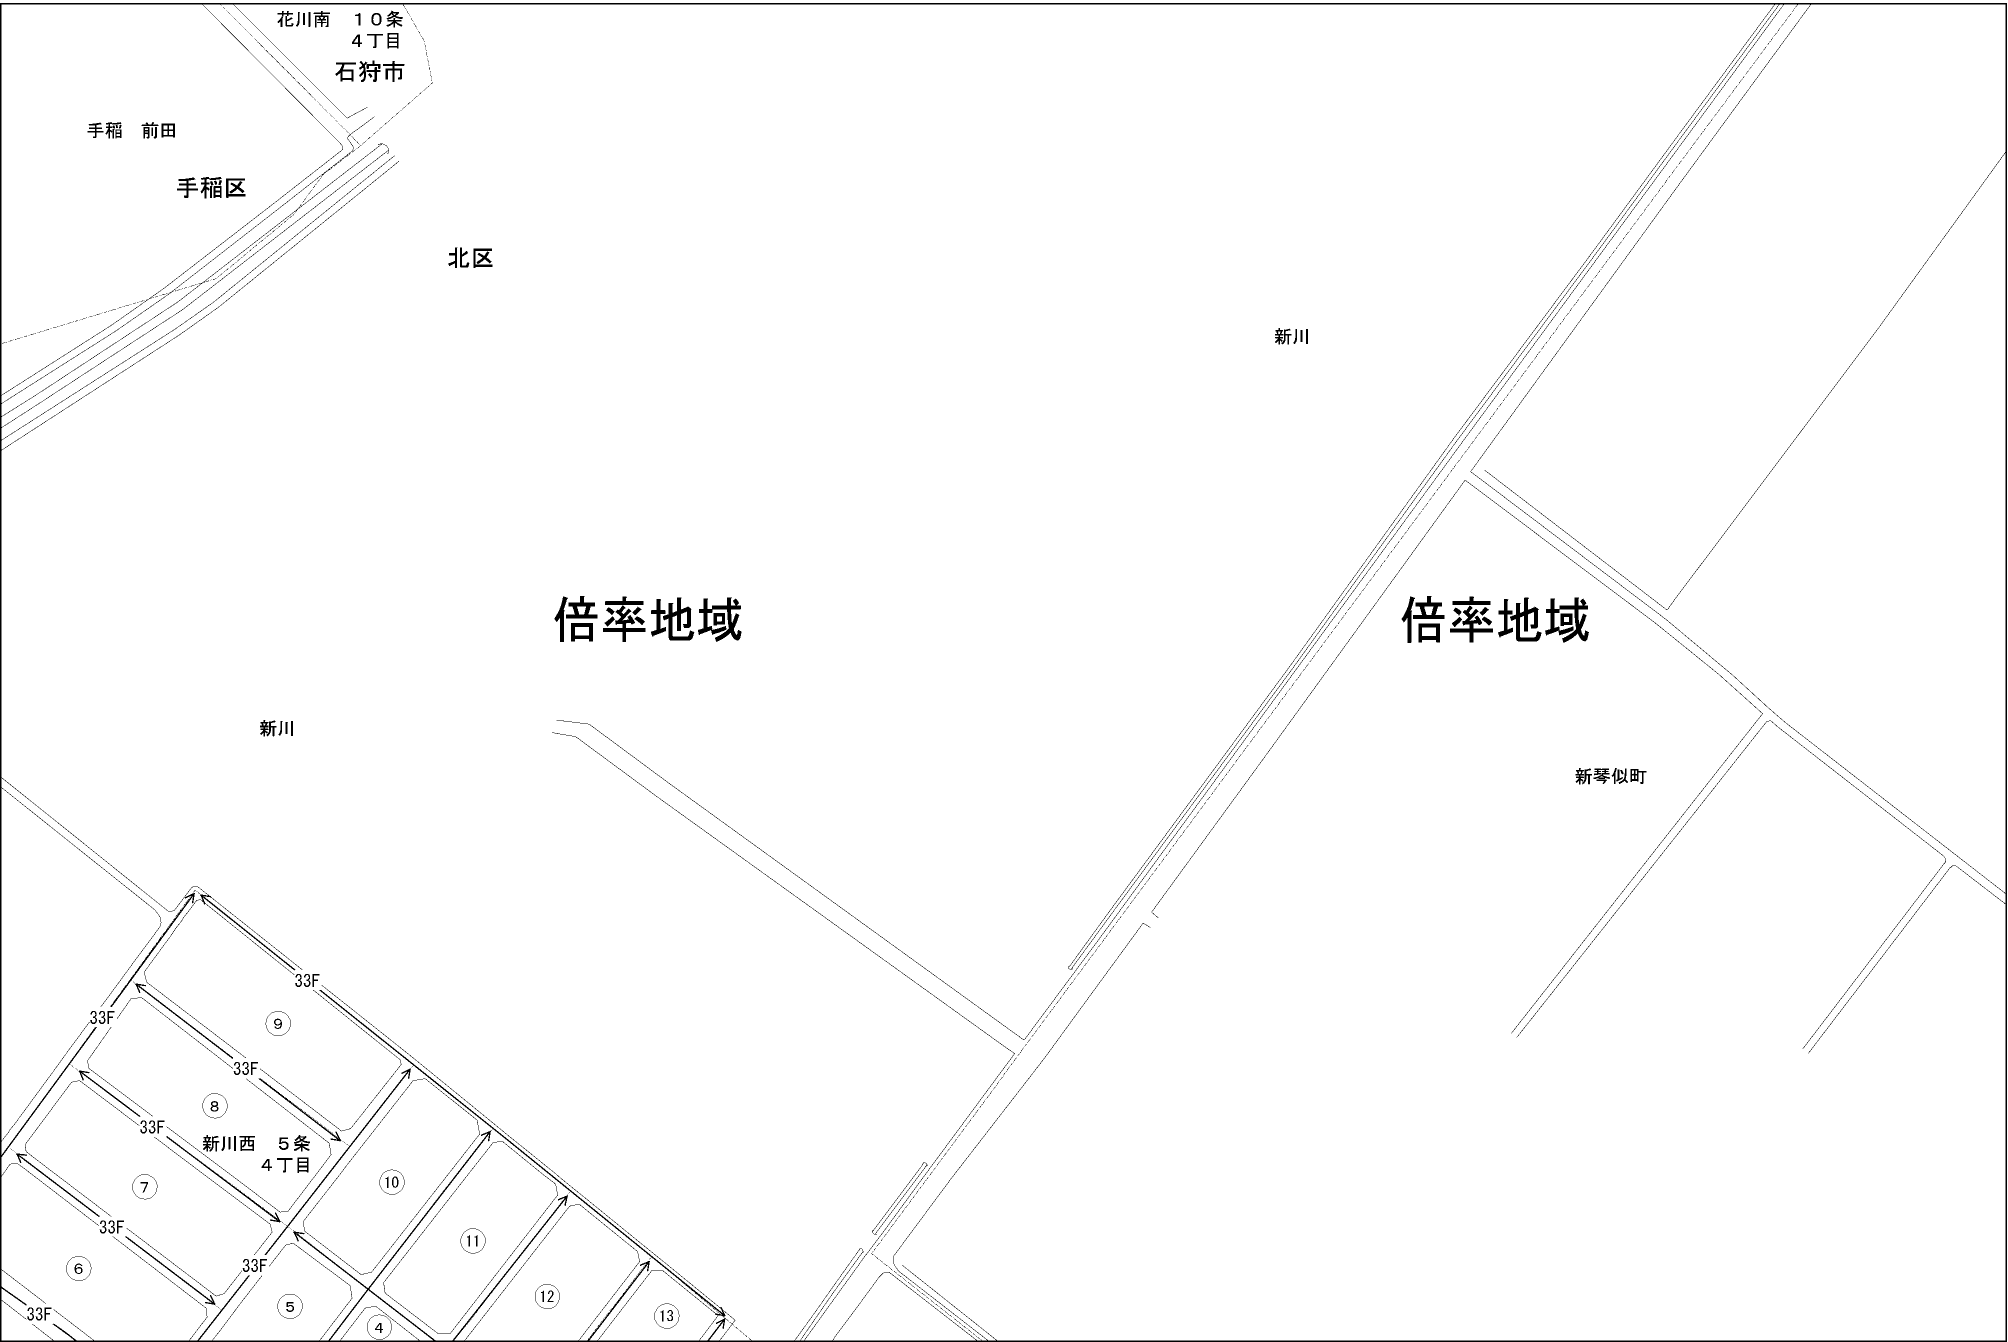 花川南　１０条
４丁目
石狩市
手稲　前田
手稲区
北区
新川
倍率地域
倍率地域
新川
新琴似町
33F
33F
⑨
33F
⑧
33F
新川西　５条
４丁目
⑩
⑦
33F
⑪
33F
⑥
⑫
⑤
33F
⑬
④